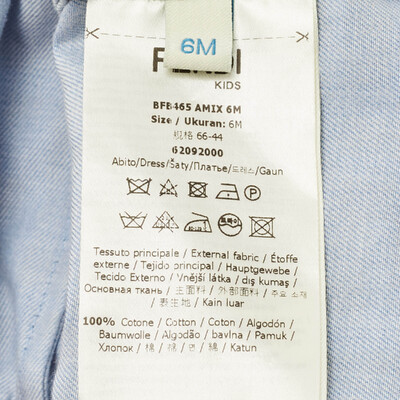 6M
FENDI
KIDS
BFB465 AMIX 6M
Size / Ukuran: 6M
规格 66-44
62092000
Abito/Dress/Šaty/Платье/드레스/Gaun
P
Tessuto principale / External fabric / Étoffe
externe / Tejido principal / Hauptgewebe /
Tecido Externo / Vnější látka / dış kumaş /
Основная ткань / 主面料 / 外部面料 / 주요 소재
/ 表生地 / Kain luar
100% Cotone / Cotton / Coton / Algodón /
Baumwolle / Algodão / bavlna / Pamuk /
Хлопок / 棉 / 棉 / 면 / 綿 / Katun